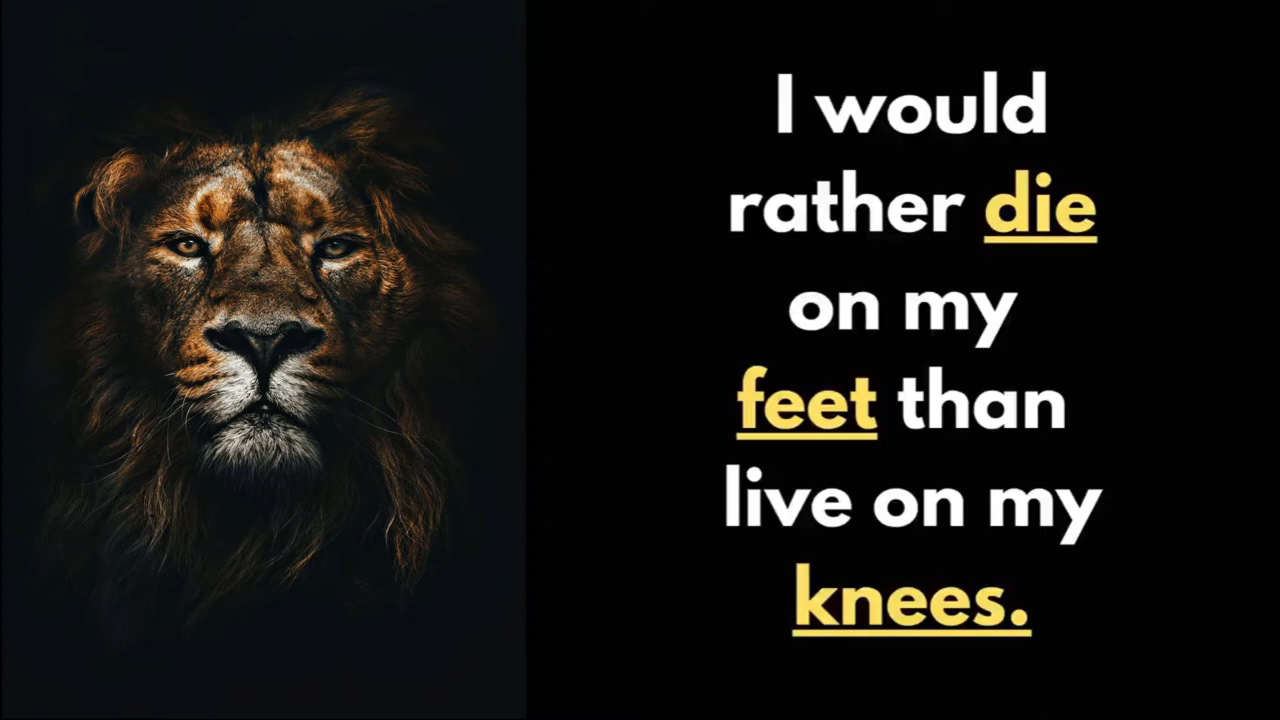 I would
rather die
on my
feet than
live on my
knees.